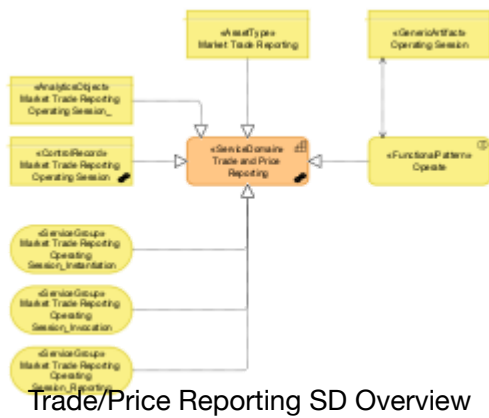 «AssetType»
Market Trade Reporting
«GenericArtifact»
Operating Session
«AnalyticsObject»
Market Trade Reporting
Operating Session_
«ControlRecord»
Market Trade Reporting
Operating Session
«ServiceDomain»
Trade and Price
Reporting
«FunctionalPattern»
Operate
«ServiceGroup»
Market Trade Reporting
Operating
Session_Instantiation
«ServiceGroup»
Market Trade Reporting
Operating
Session_Invocation
«ServiceGroup»
Market Trade Reporting
Operating
Session_Reporting
Trade/Price Reporting SD Overview